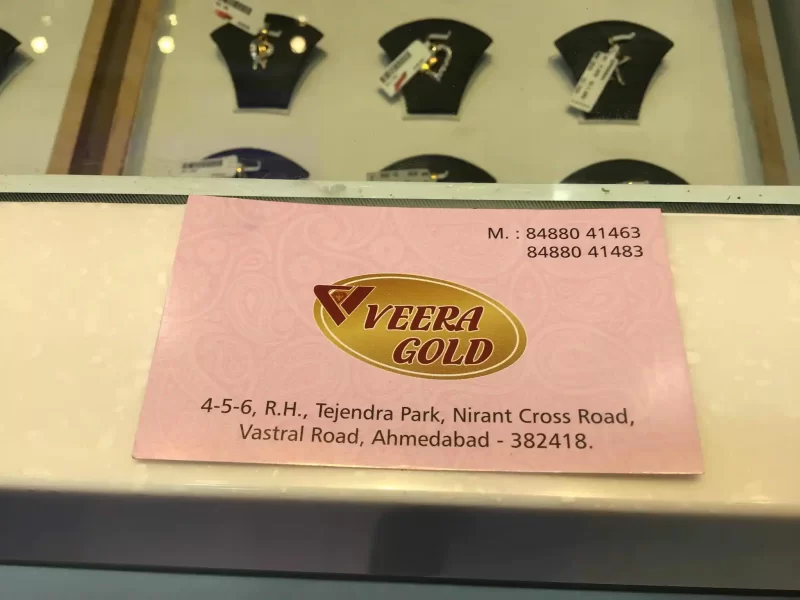 M. : 84880 41463
84880 41483
VEERA
GOLD
4-5-6, R.H., Tejendra Park, Nirant Cross Road,
Vastral Road, Ahmedabad - 382418.